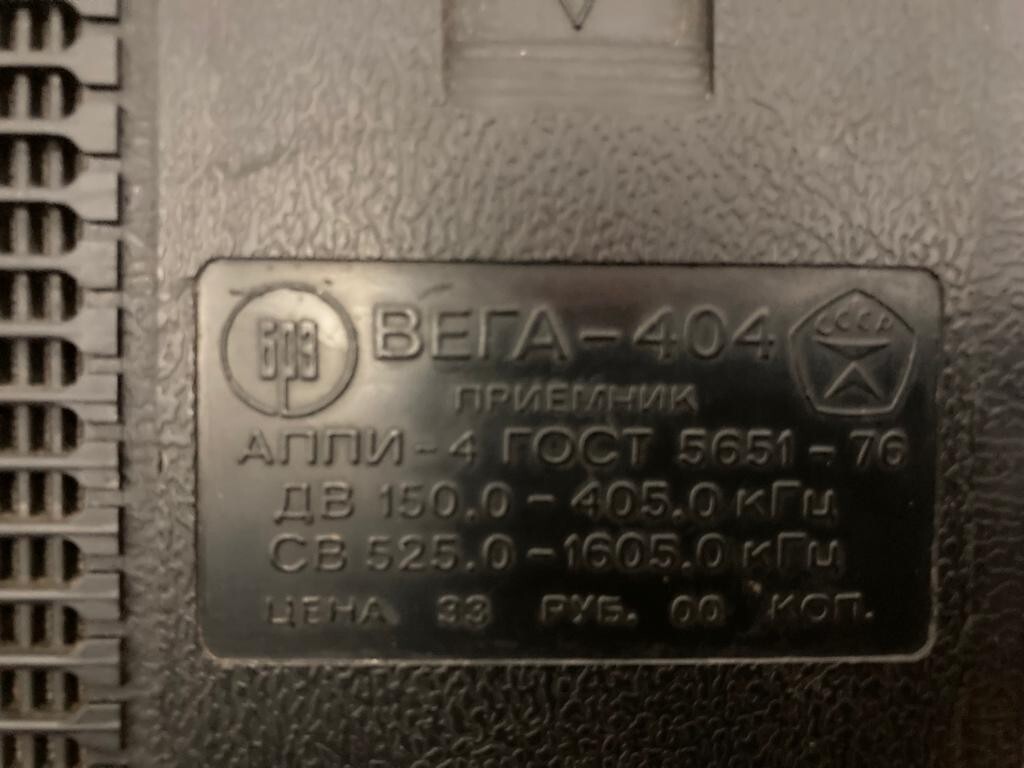 БРЗ ВЕГА-404 СССР
ПРИЕМНИК
АППИ-4 ГОСТ 5651-76
ДВ 150.0-405.0 кГц
СВ 525.0-1605.0 кГц
ЦЕНА 33 РУБ. 00 КОП.